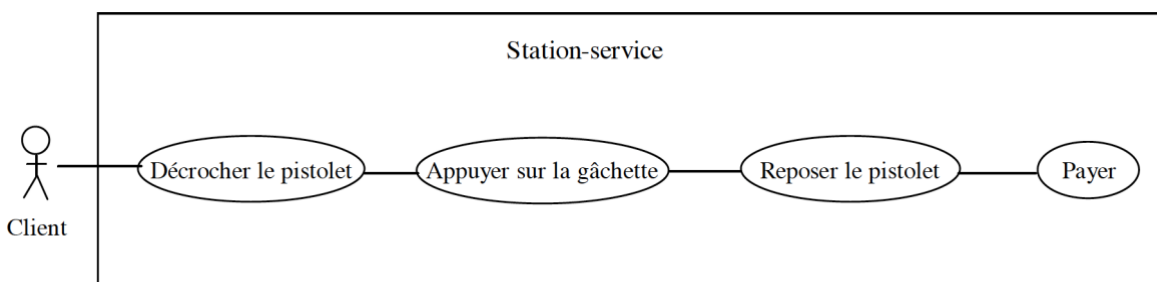 Station-service
Décrocher le pistolet
Appuyer sur la gâchette
Reposer le pistolet
Payer
Client